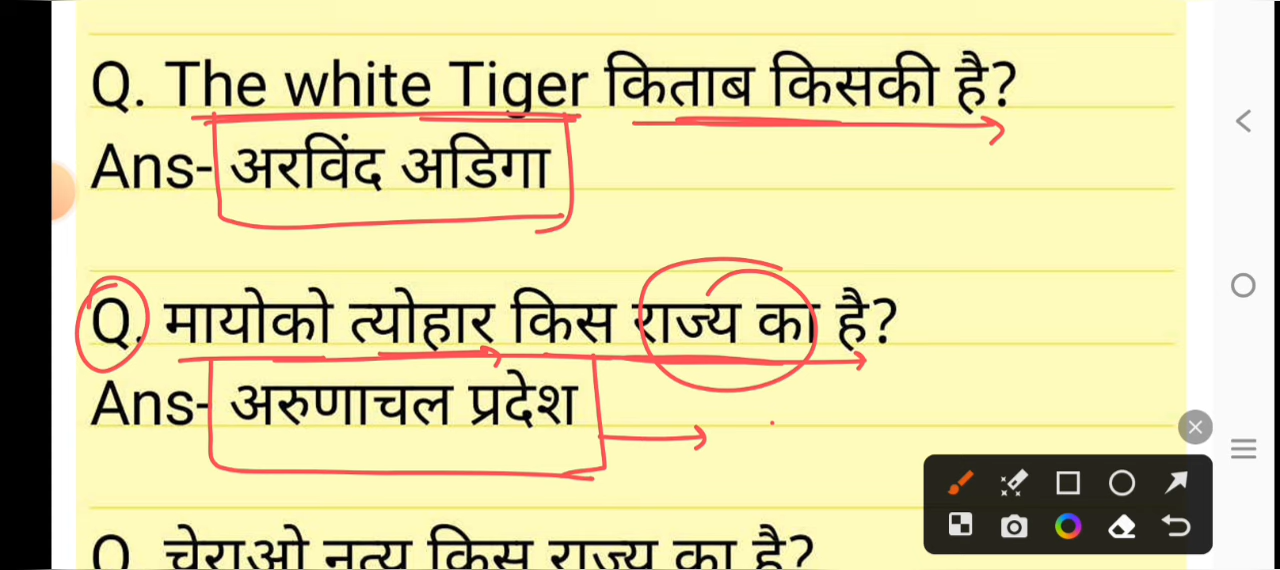 Q. The white Tiger किताब किसकी है?
Ans- अरविंद अडिगा
Q. मायोको त्योहार किस राज्य का है?
Ans- अरुणाचल प्रदेश
Q. चेराओ नृत्य किस राज्य का है?